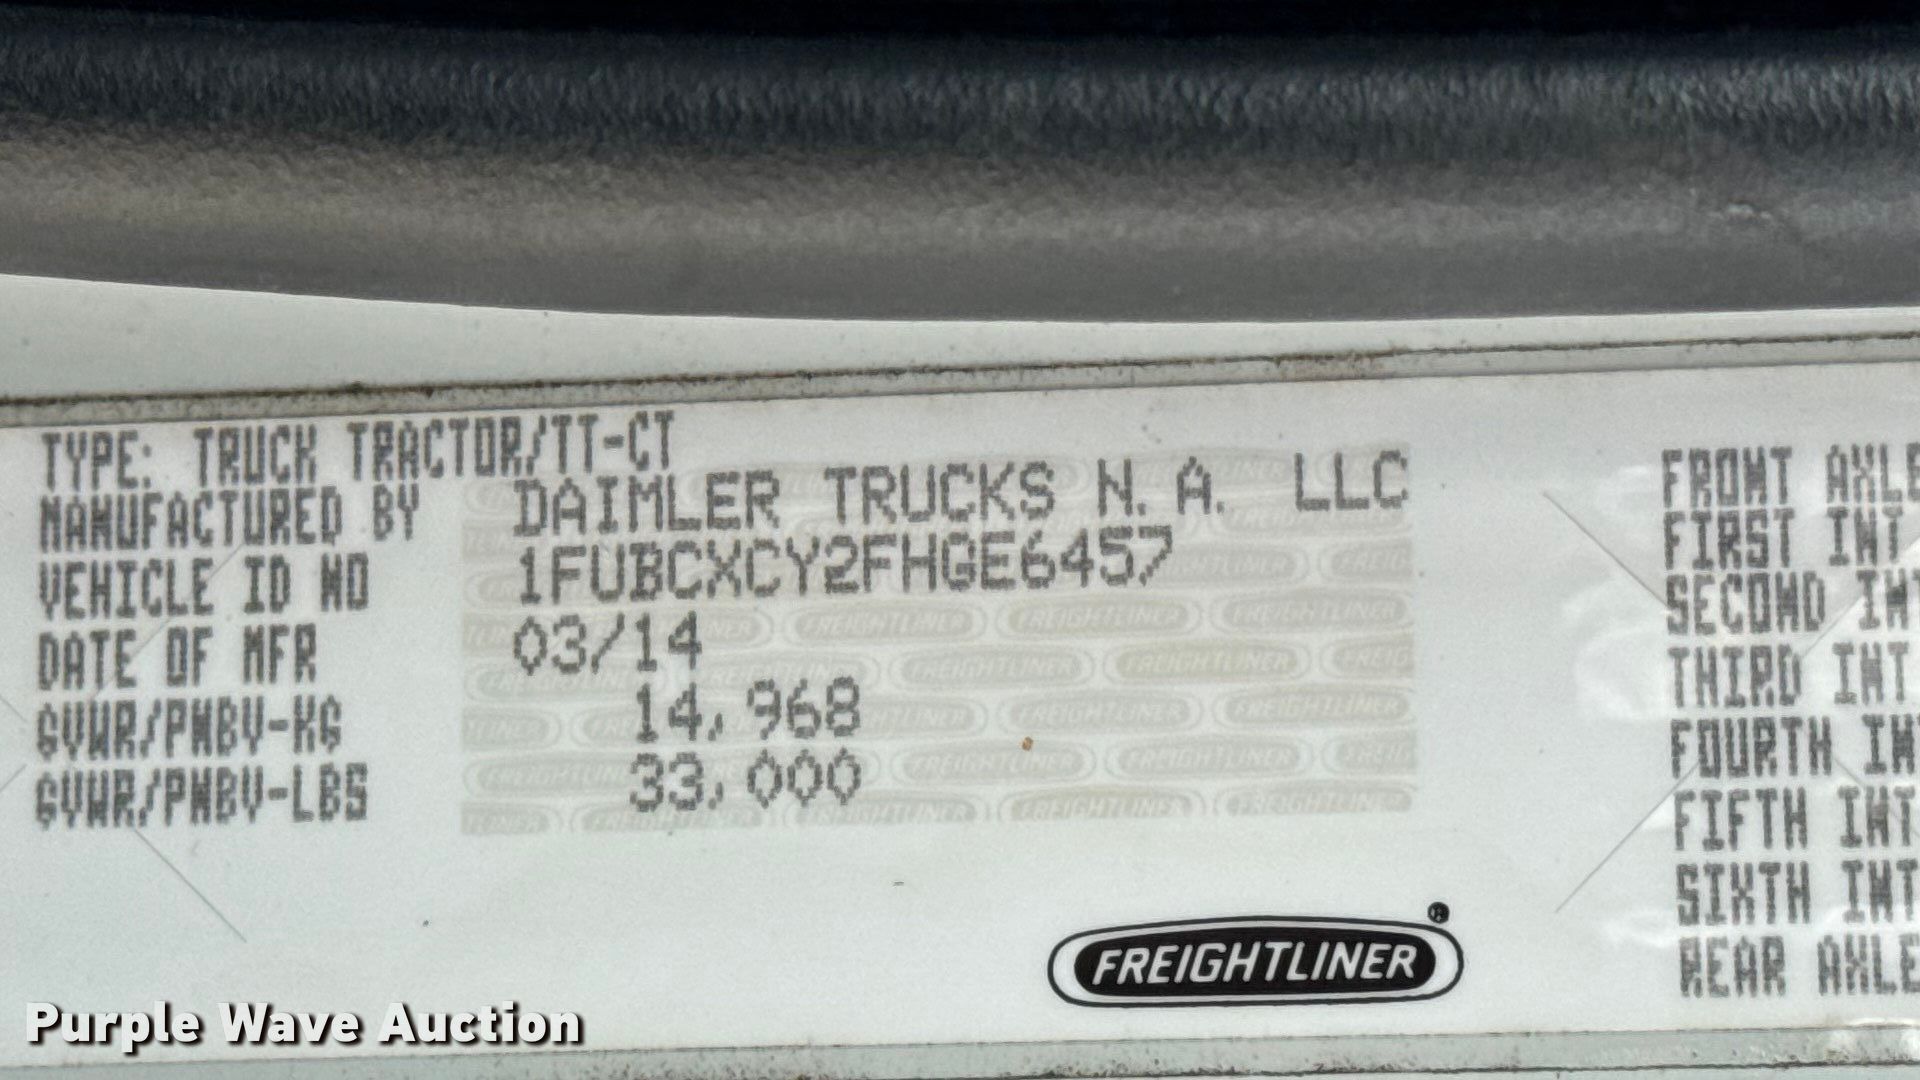 TYPE: TRUCK TRACTOR/TT-CT
MANUFACTURED BY DAIMLER TRUCKS N.A. LLC
VEHICLE ID NO 1FUBCXCY2FHGE6457
DATE OF MFR 03/14
GVWR/PNBV-KG 14,968
GVWR/PNBV-LBS 33,000
FRONT AXLE
FIRST INT
SECOND INT
THIRD INT
FOURTH INT
FIFTH INT
SIXTH INT
REAR AXLE
FREIGHTLINER
Purple Wave Auction